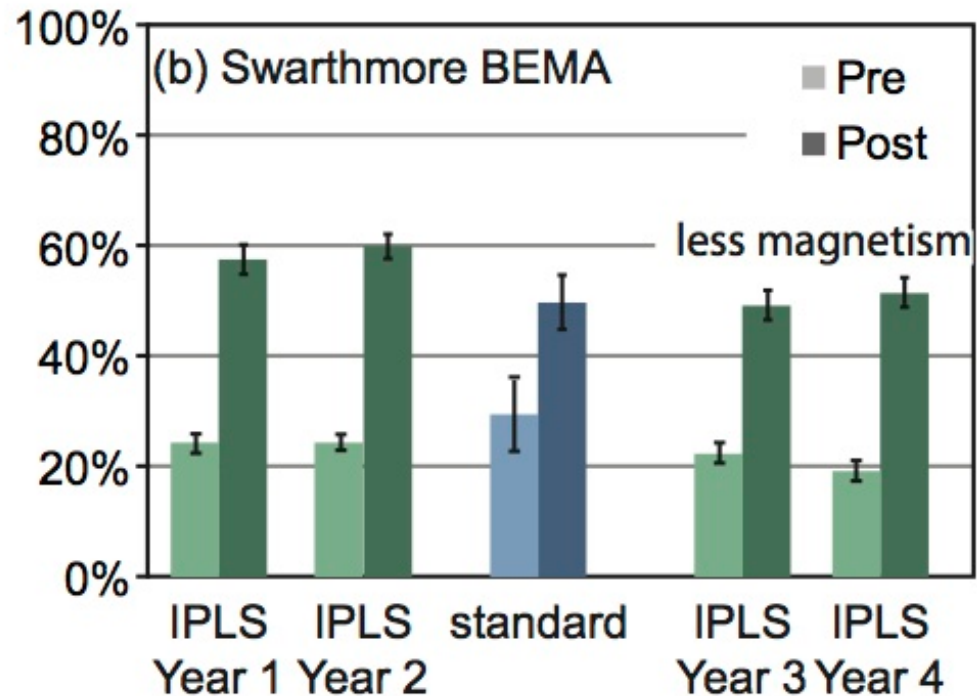 100%
(b) Swarthmore BEMA
Pre
80%
Post
60%
less magnetism
40%
20%
0%
IPLS IPLS standard IPLS IPLS
Year 1 Year 2 Year 3 Year 4